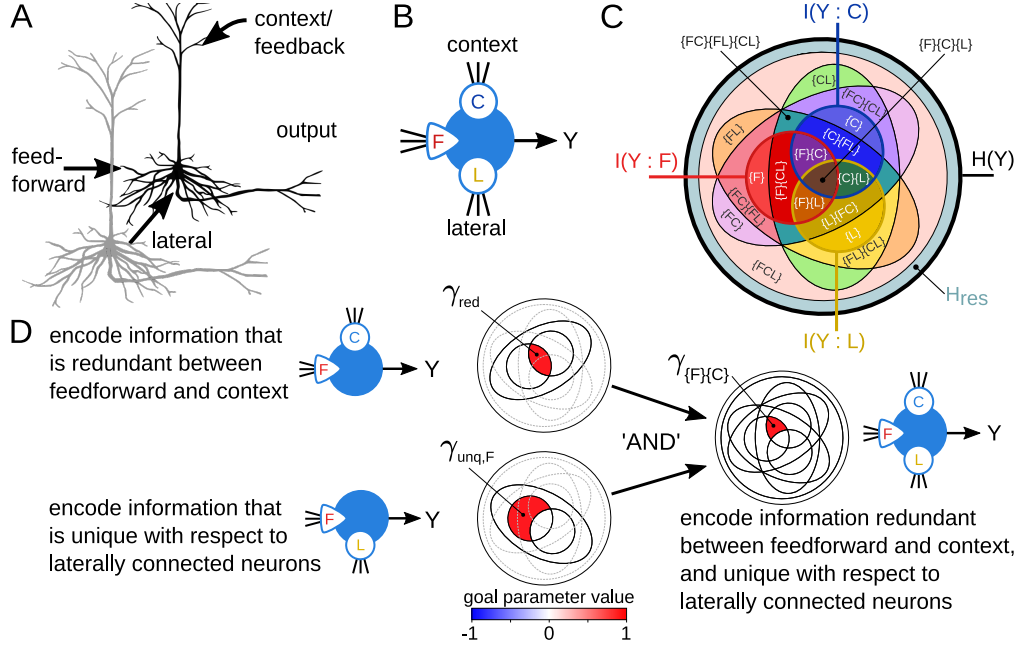 A
context/
feedback
output
feed-
forward
lateral
B
context
C
F
Y
L
lateral
C
I(Y : C)
{FC}{FL}{CL}
{F}{C}{L}
{CL}
{FC}{CL}
{C}
{C}{FL}
{FL}
{F}{C}
I(Y : F)
{F}
{F}{CL}
{C}{L}
H(Y)
{F}{L}
{FC}{FL}
{FC}
{L}{FC}
{L}
{FL}{CL}
{FCL}
Hres
I(Y : L)
D
encode information that
is redundant between
feedforward and context
C
F
Y
γred
encode information that
is unique with respect to
laterally connected neurons
F
L
Y
γunq,F
'AND'
γ{F}{C}
C
F
L
Y
encode information redundant
between feedforward and context,
and unique with respect to
laterally connected neurons
goal parameter value
-1 0 1